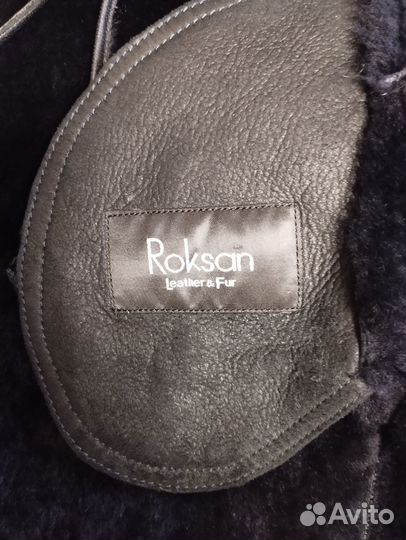 Roksan
Leather & Fur
Avito